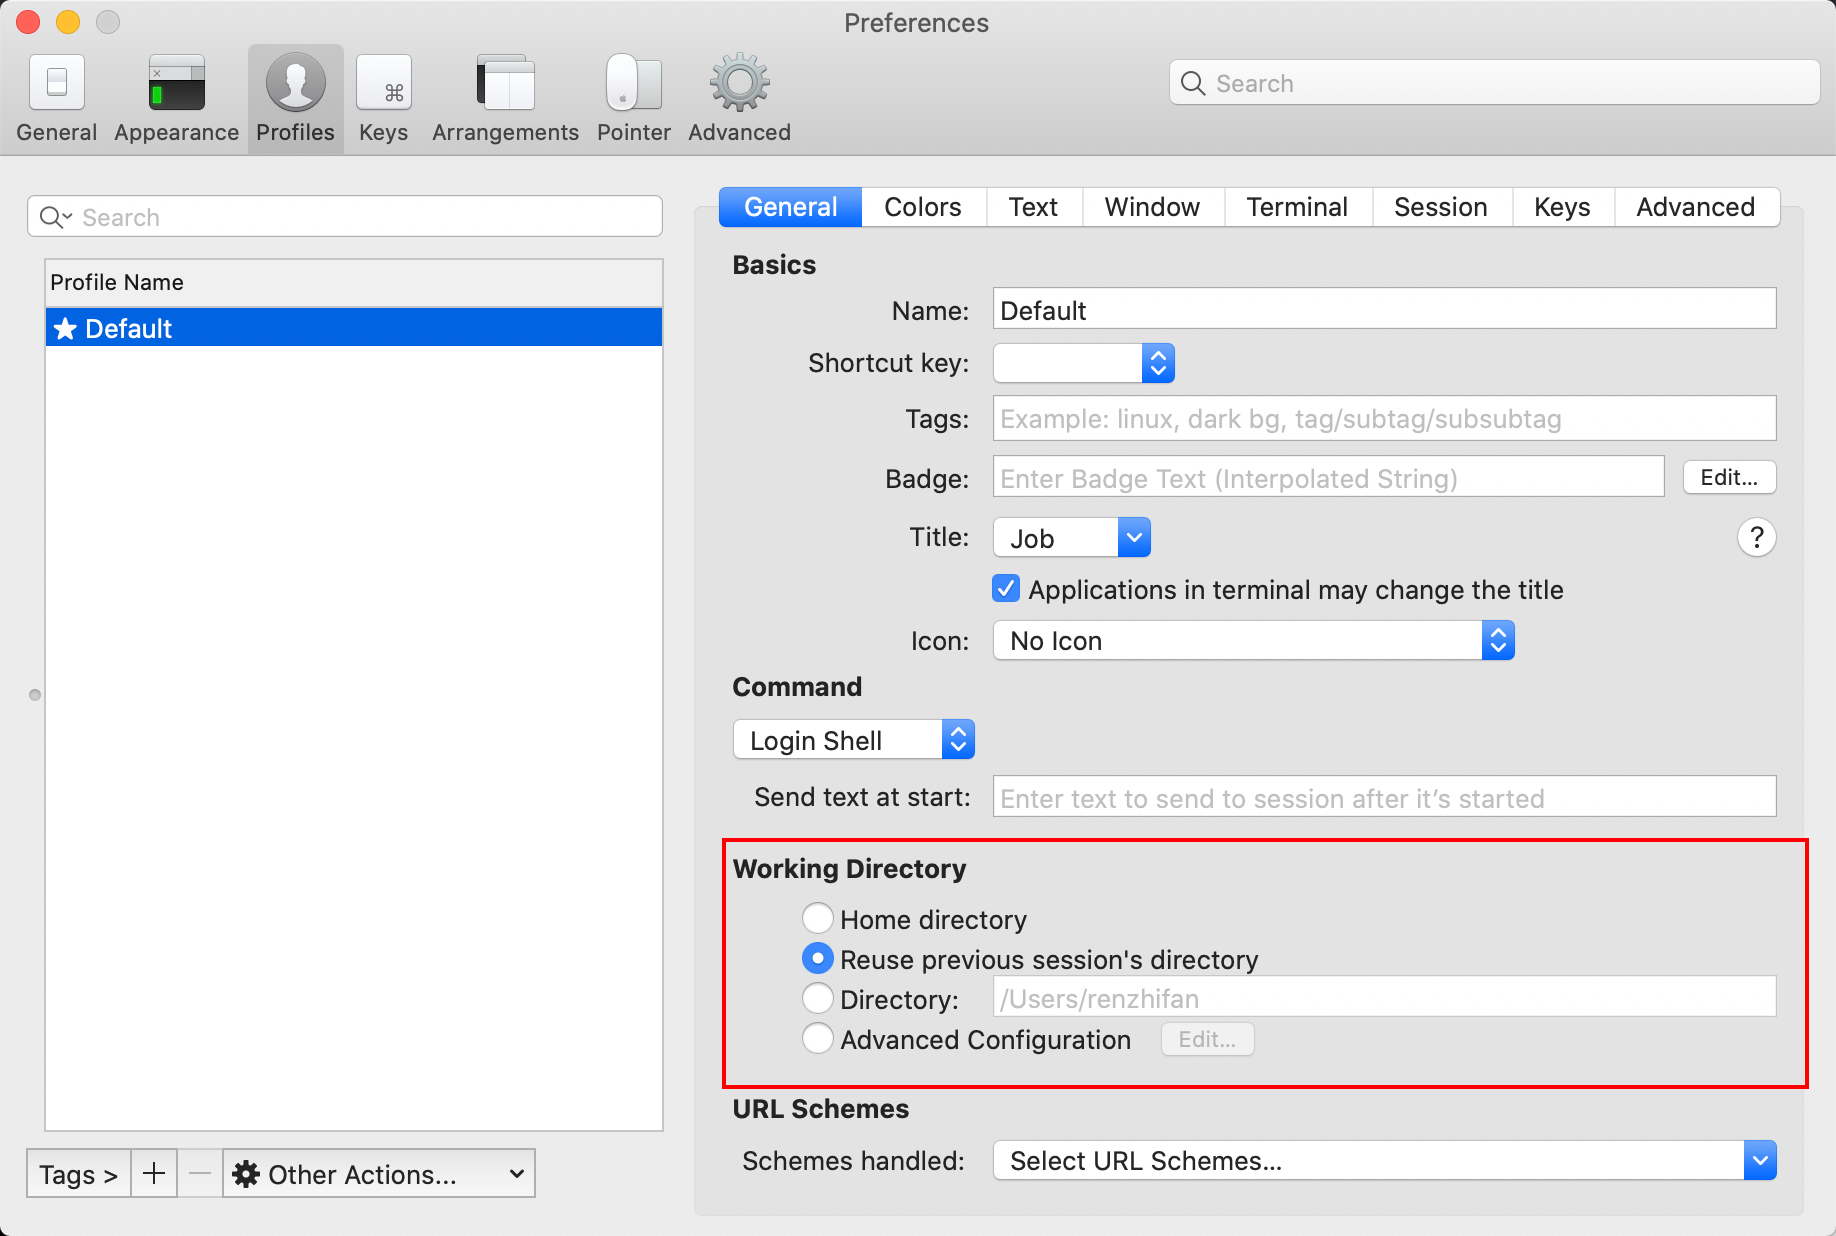 Preferences
General Appearance Profiles Keys Arrangements Pointer Advanced
Search
Search
Profile Name
Default
General Colors Text Window Terminal Session Keys Advanced
Basics
Name: Default
Shortcut key:
Tags: Example: linux, dark bg, tag/subtag/subsubtag
Badge: Enter Badge Text (Interpolated String) Edit...
Title: Job ?
Applications in terminal may change the title
Icon: No Icon
Command
Login Shell
Send text at start: Enter text to send to session after it’s started
Working Directory
Home directory
Reuse previous session's directory
Directory: /Users/renzhifan
Advanced Configuration Edit...
URL Schemes
Schemes handled: Select URL Schemes...
Tags > + − Other Actions...